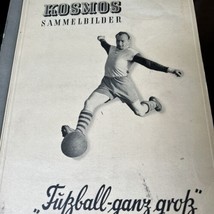 KOSMOS
SAMMELBILDER
„Fußball-ganz groß"